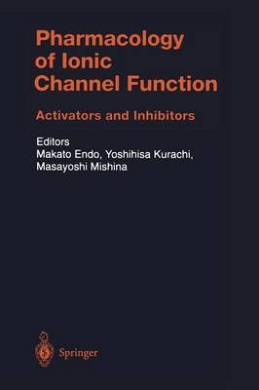 Pharmacology
of Ionic
Channel Function
Activators and Inhibitors
Editors
Makato Endo, Yoshihisa Kurachi,
Masayoshi Mishina
Springer